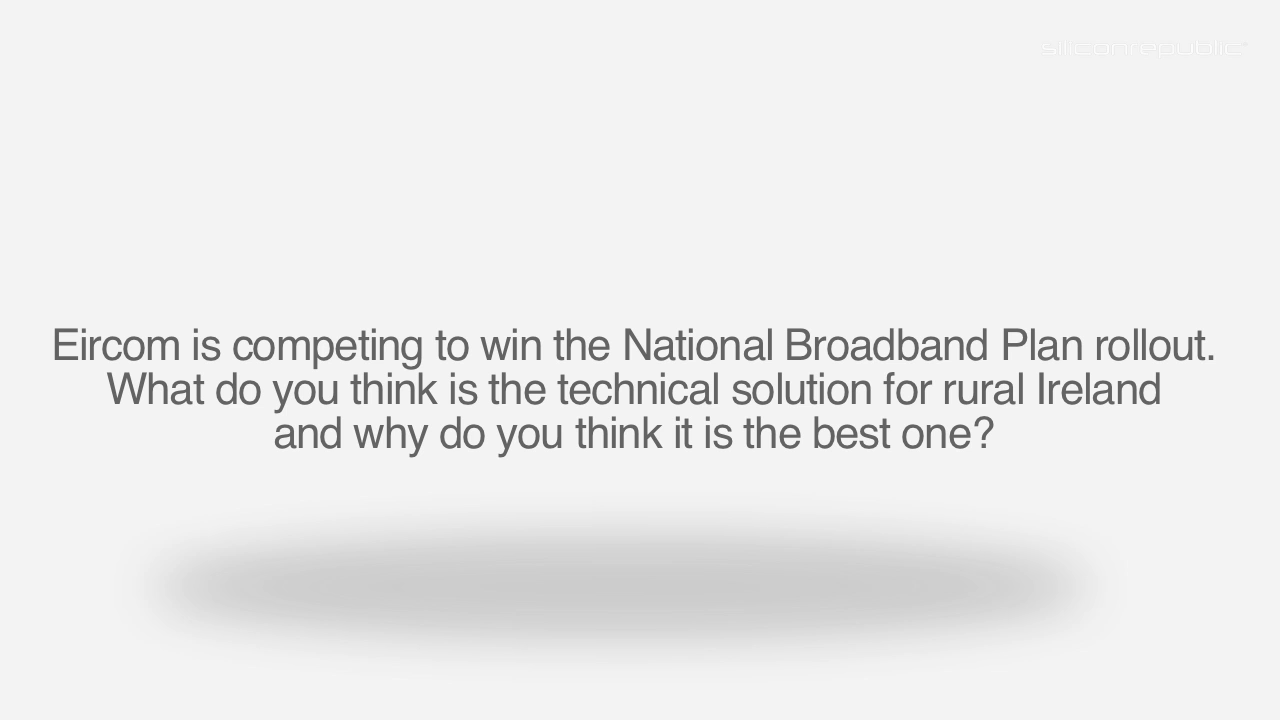 siliconrepublic
Eircom is competing to win the National Broadband Plan rollout.
What do you think is the technical solution for rural Ireland
and why do you think it is the best one?